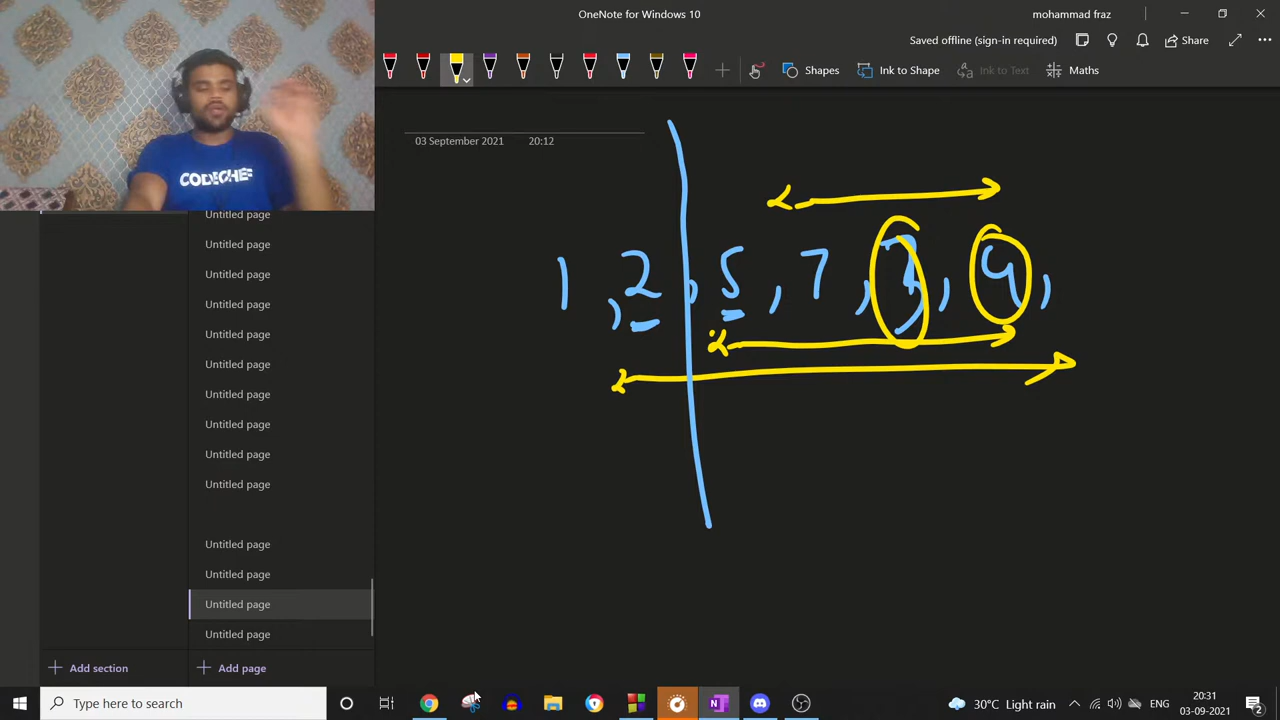 OneNote for Windows 10
mohammad fraz
Saved offline (sign-in required)
Share
Shapes
Ink to Shape
Ink to Text
Maths
03 September 2021 20:12
CODECHEF
1 , 2 , 5 , 7 , 7 , 9 ,
Untitled page
Untitled page
Untitled page
Untitled page
Untitled page
Untitled page
Untitled page
Untitled page
Untitled page
Untitled page
Untitled page
Untitled page
Untitled page
Untitled page
Add section
Add page
Type here to search
30°C Light rain
ENG
20:31
03-09-2021
2